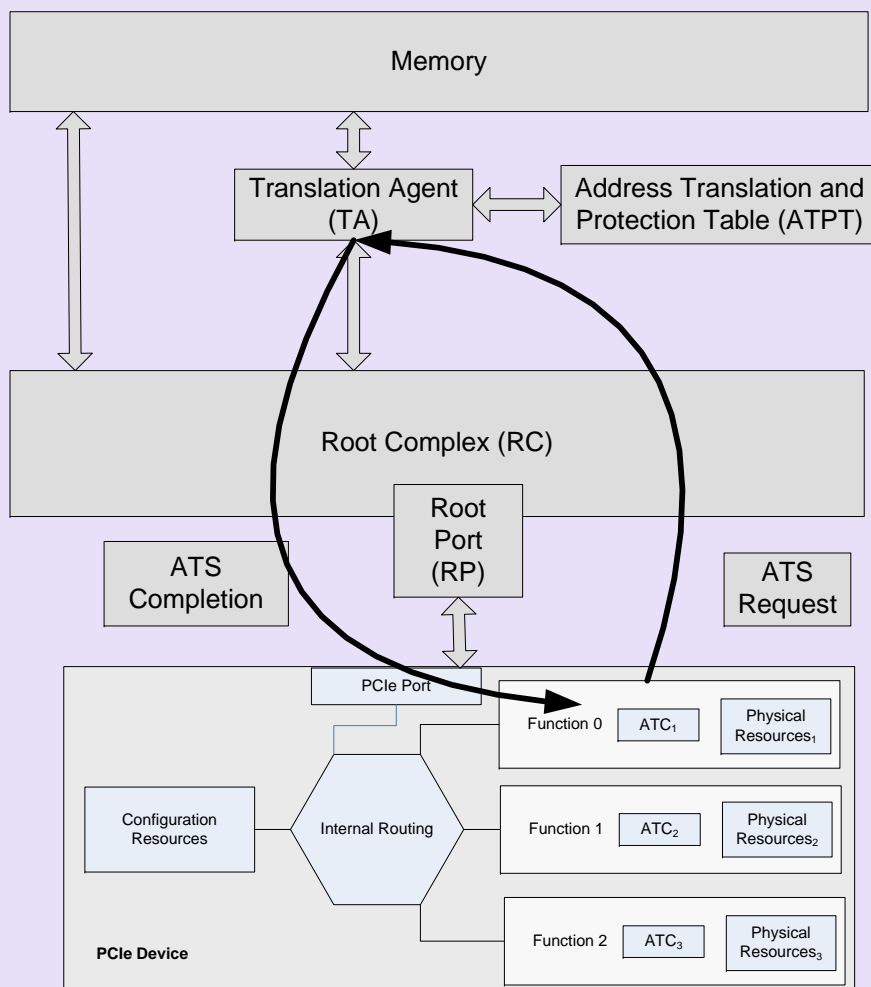 Memory
Translation Agent
(TA)
Address Translation and
Protection Table (ATPT)
Root Complex (RC)
Root
Port
(RP)
ATS
Completion
ATS
Request
PCIe Port
Function 0
ATC₁
Physical
Resources₁
Configuration
Resources
Internal Routing
Function 1
ATC₂
Physical
Resources₂
Function 2
ATC₃
Physical
Resources₃
PCIe Device